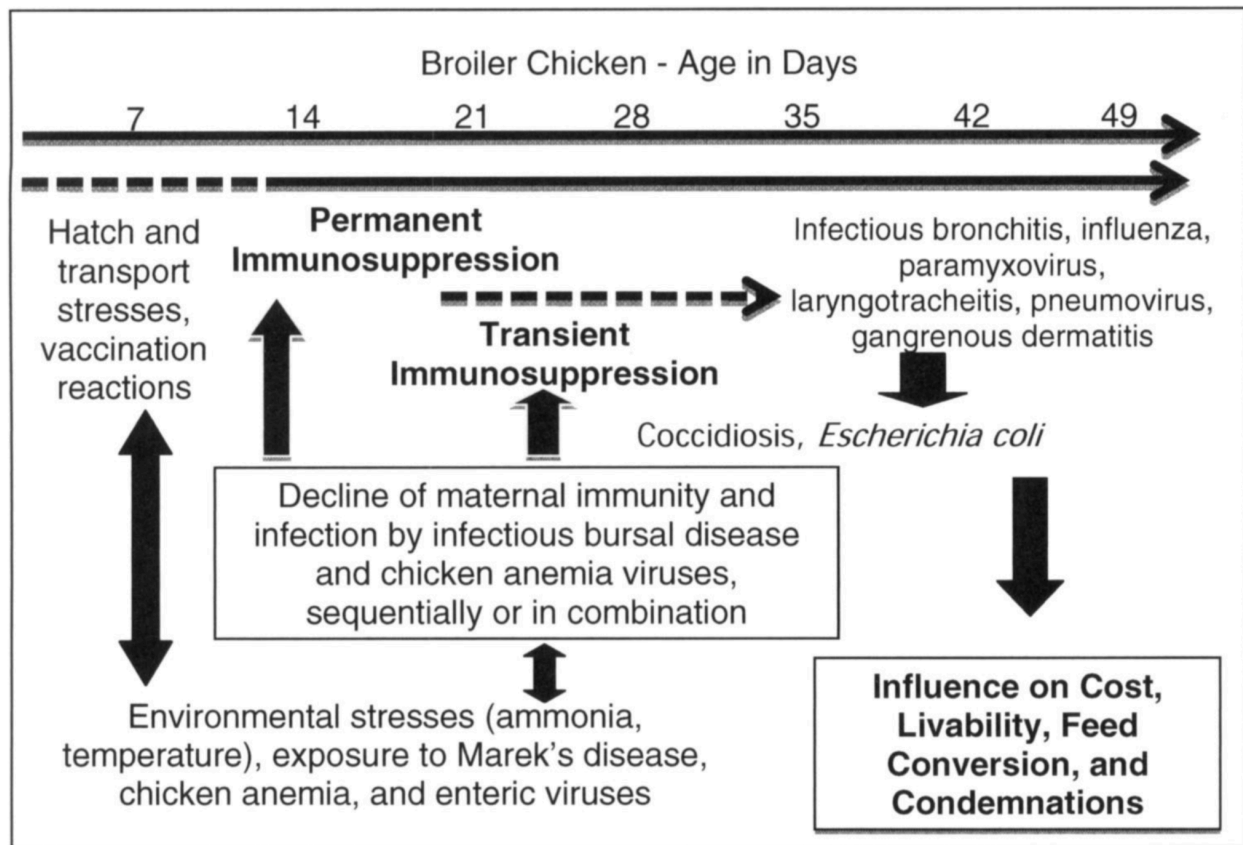 Broiler Chicken - Age in Days
7 14 21 28 35 42 49
Hatch and
transport
stresses,
vaccination
reactions
Permanent
Immunosuppression
Transient
Immunosuppression
Infectious bronchitis, influenza,
paramyxovirus,
laryngotracheitis, pneumovirus,
gangrenous dermatitis
Coccidiosis, Escherichia coli
Decline of maternal immunity and
infection by infectious bursal disease
and chicken anemia viruses,
sequentially or in combination
Environmental stresses (ammonia,
temperature), exposure to Marek's disease,
chicken anemia, and enteric viruses
Influence on Cost,
Livability, Feed
Conversion, and
Condemnations